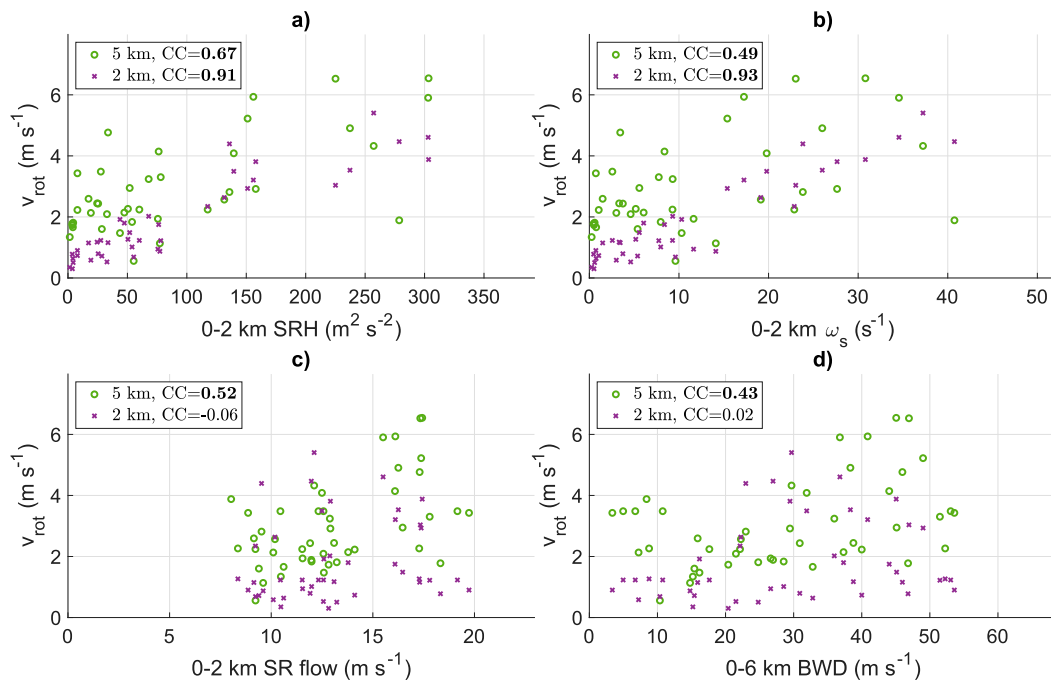 a)
5 km, CC=0.67
2 km, CC=0.91
v_rot (m s^-1)
0
2
4
6
0
50
100
150
200
250
300
350
0-2 km SRH (m^2 s^-2)
b)
5 km, CC=0.49
2 km, CC=0.93
v_rot (m s^-1)
0
2
4
6
0
10
20
30
40
50
0-2 km ω_s (s^-1)
c)
5 km, CC=0.52
2 km, CC=-0.06
v_rot (m s^-1)
0
2
4
6
0
5
10
15
20
0-2 km SR flow (m s^-1)
d)
5 km, CC=0.43
2 km, CC=0.02
v_rot (m s^-1)
0
2
4
6
0
10
20
30
40
50
60
0-6 km BWD (m s^-1)